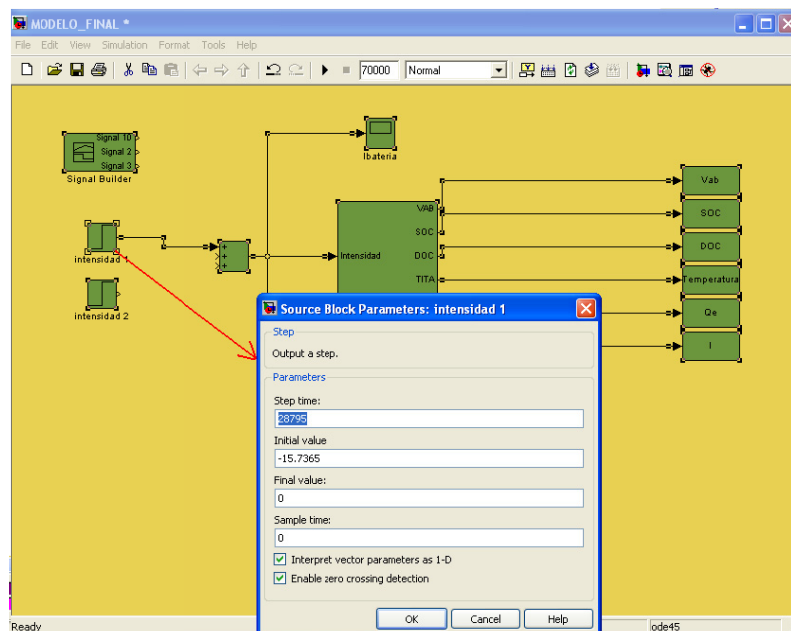 MODELO_FINAL *
File Edit View Simulation Format Tools Help
70000 Normal
Signal 10
Signal 2
Signal 3
Signal Builder
Ibateria
intensidad 1
intensidad 2
Intensidad
VAB
SOC
DOC
TITA
Vab
SOC
DOC
Temperatura
Qe
I
Source Block Parameters: intensidad 1
Step
Output a step.
Parameters
Step time:
28795
Initial value
-15.7365
Final value:
0
Sample time:
0
Interpret vector parameters as 1-D
Enable zero crossing detection
OK Cancel Help
Ready ode45